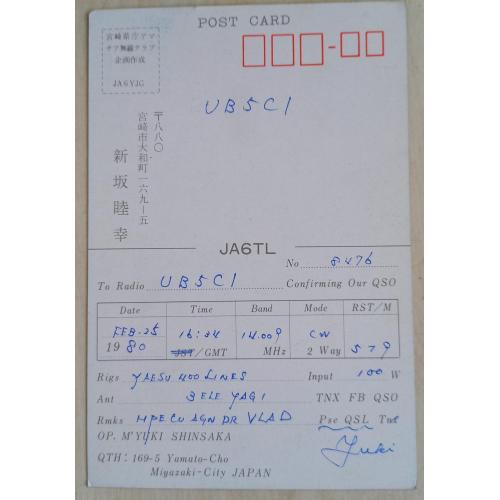 POST CARD
宮崎県庁アマ
チア無線クラブ
企画作成
JA6YJG
UB5CI
〒八八〇
宮崎市大和町一六九ー五
新坂睦幸
JA6TL
No 8476
To Radio UB5CI Confirming Our QSO
Date Time Band Mode RST/M
FEB-25 16:34 14.009 CW
1980 JST/GMT MHz 2 Way 579
Rigs YAESU 400 LINES Input 100 W
Ant 3 ELE YAGI TNX FB QSO
Rmks HPE CU AGN DR VLAD Pse QSL Tnx
OP. M'YUKI SHINSAKA
Yuki
QTH: 169-5 Yamato-Cho
Miyazaki-City JAPAN